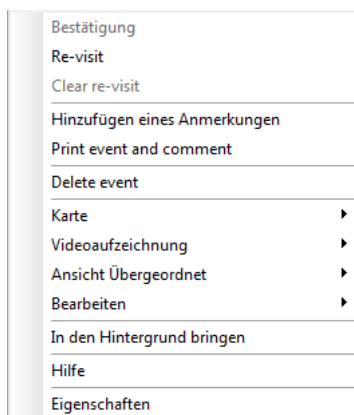 Bestätigung
Re-visit
Clear re-visit
Hinzufügen eines Anmerkungen
Print event and comment
Delete event
Karte
Videoaufzeichnung
Ansicht Übergeordnet
Bearbeiten
In den Hintergrund bringen
Hilfe
Eigenschaften